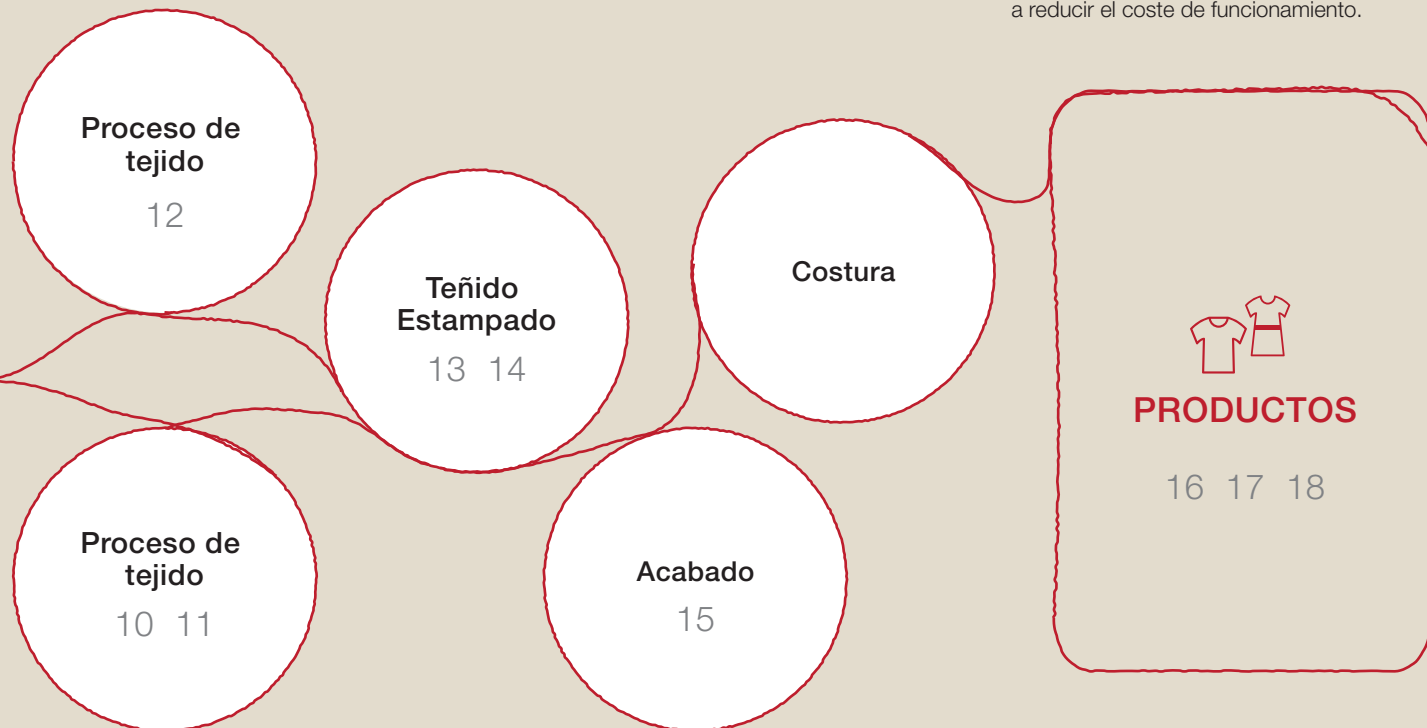 a reducir el coste de funcionamiento.
Proceso de
tejido
12
Teñido
Estampado
13 14
Costura
Proceso de
tejido
10 11
Acabado
15
PRODUCTOS
16 17 18